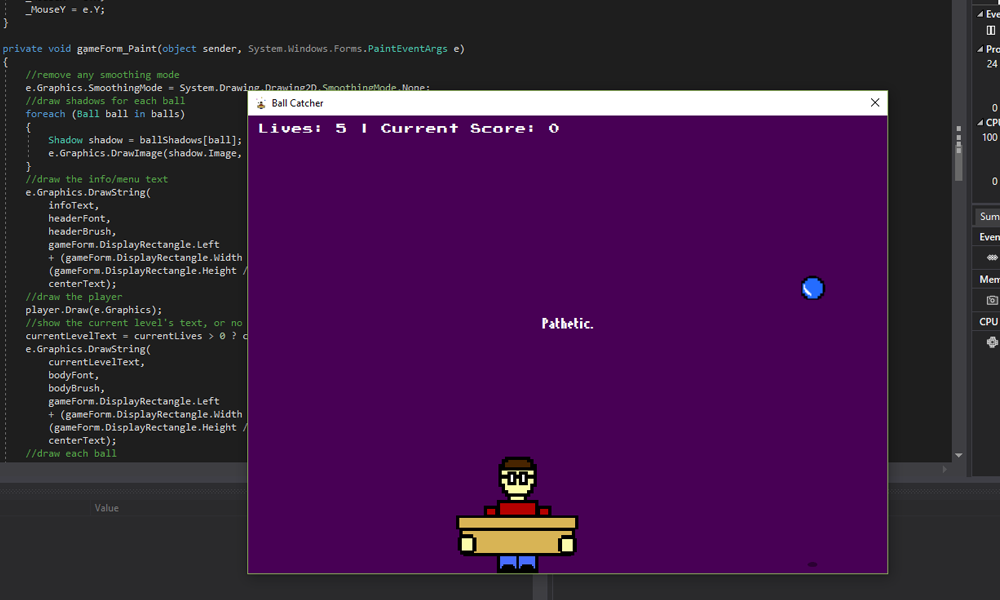 _MouseY = e.Y;
}
private void gameForm_Paint(object sender, System.Windows.Forms.PaintEventArgs e)
{
//remove any smoothing mode
e.Graphics.SmoothingMode = System.Drawing.Drawing2D.SmoothingMode.None;
//draw shadows for each ball
foreach (Ball ball in balls)
{
Shadow shadow = ballShadows[ball];
e.Graphics.DrawImage(shadow.Image,
}
//draw the info/menu text
e.Graphics.DrawString(
infoText,
headerFont,
headerBrush,
gameForm.DisplayRectangle.Left
+ (gameForm.DisplayRectangle.Width
(gameForm.DisplayRectangle.Height /
centerText);
//draw the player
player.Draw(e.Graphics);
//show the current level's text, or no
currentLevelText = currentLives > 0 ? c
e.Graphics.DrawString(
currentLevelText,
bodyFont,
bodyBrush,
gameForm.DisplayRectangle.Left
+ (gameForm.DisplayRectangle.Width
(gameForm.DisplayRectangle.Height /
centerText);
//draw each ball
Value
Ball Catcher
Lives: 5 | Current Score: 0
Pathetic.
Eve
Pro
24
0
CPU
100
0
Sum
Even
Mem
CPU